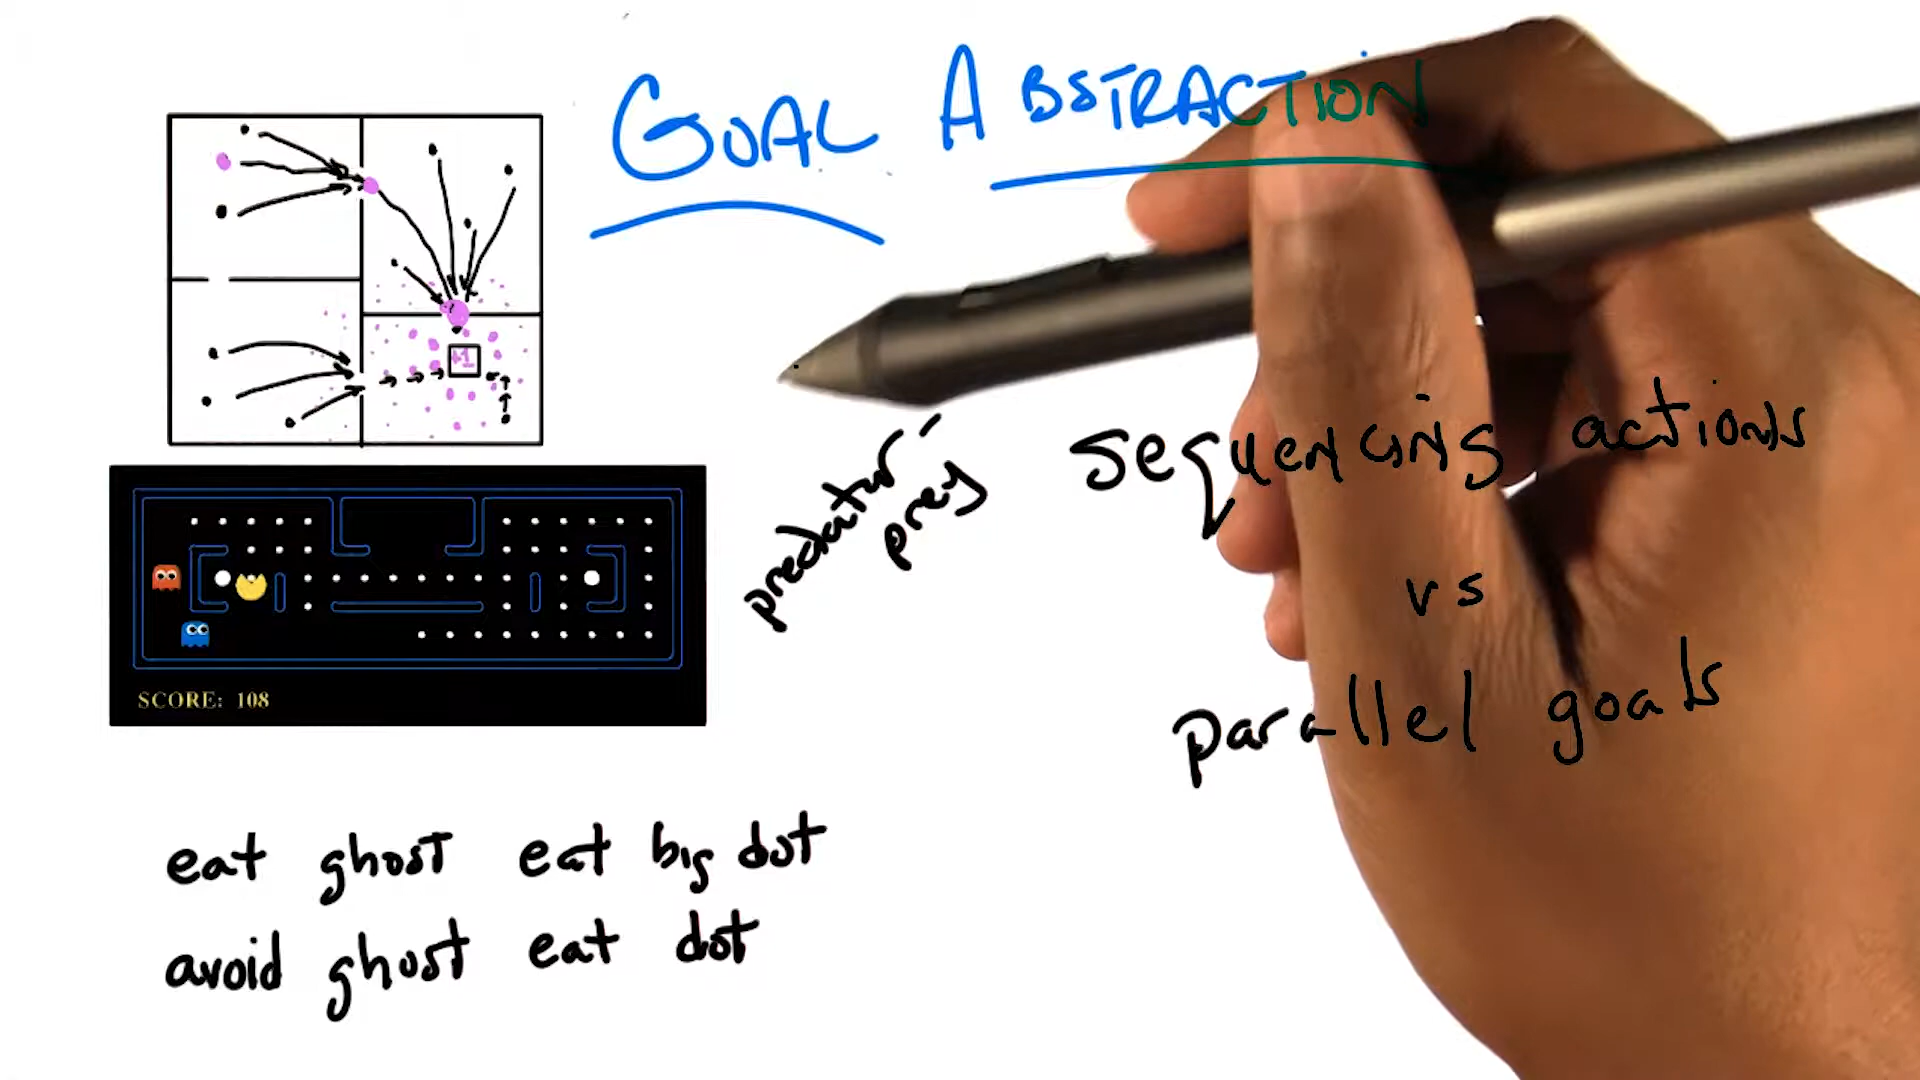 GOAL ABSTRACTION
+1
predator-
prey
sequencing actions
vs
parallel goals
SCORE: 108
eat ghost eat big dot
avoid ghost eat dot